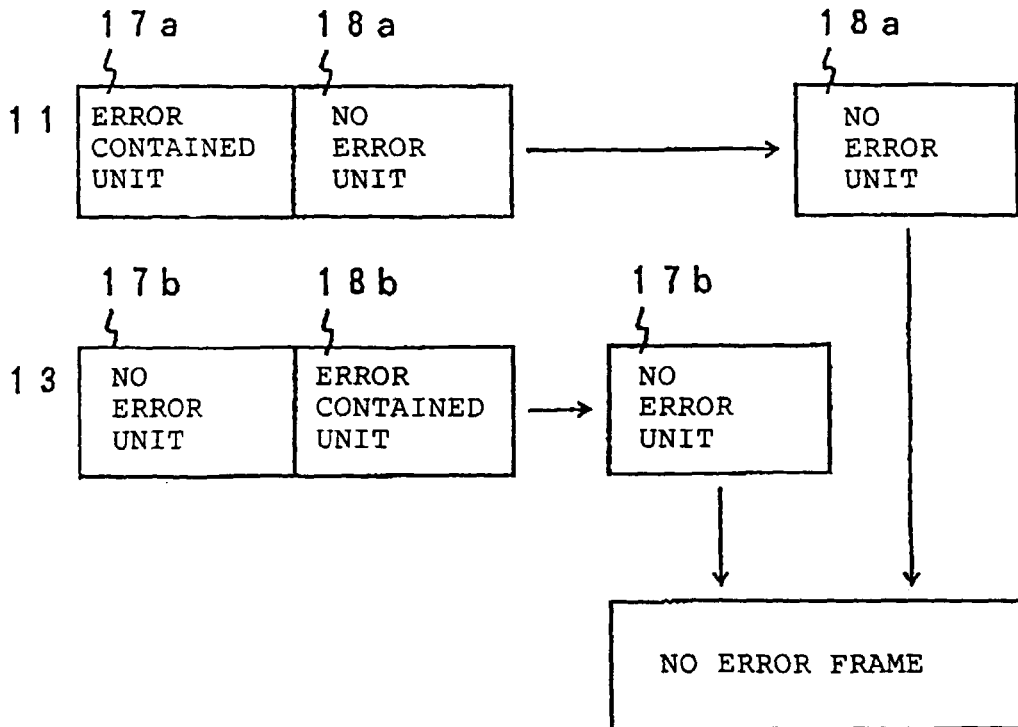 17a 18a 18a
11
ERROR
CONTAINED
UNIT
NO
ERROR
UNIT
NO
ERROR
UNIT
17b 18b 17b
13
NO
ERROR
UNIT
ERROR
CONTAINED
UNIT
NO
ERROR
UNIT
NO ERROR FRAME